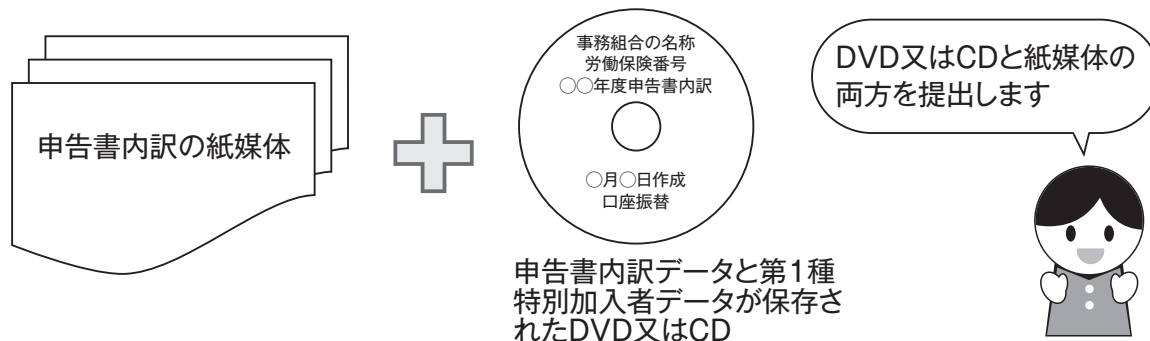 申告書内訳の紙媒体
事務組合の名称
労働保険番号
○○年度申告書内訳
○月○日作成
口座振替
申告書内訳データと第1種
特別加入者データが保存さ
れたDVD又はCD
DVD又はCDと紙媒体の
両方を提出します